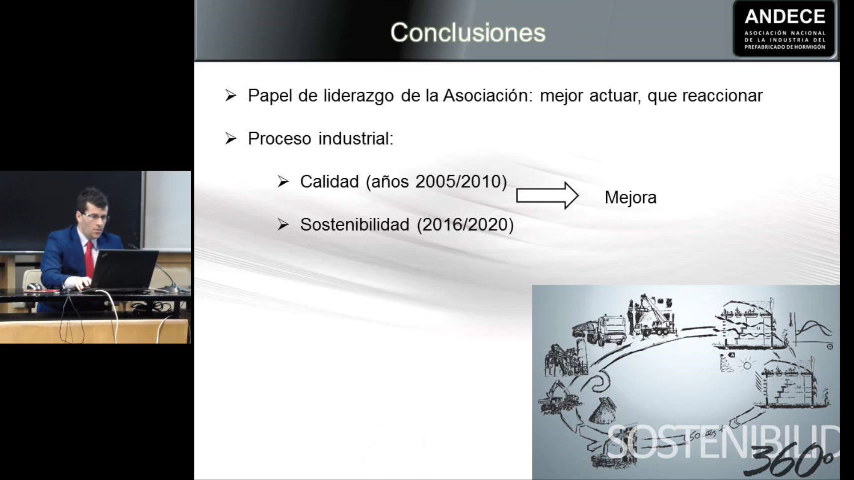 Conclusiones
ANDECE
ASOCIACIÓN NACIONAL
DE LA INDUSTRIA DEL
PREFABRICADO DE HORMIGÓN
➢ Papel de liderazgo de la Asociación: mejor actuar, que reaccionar
➢ Proceso industrial:
➢ Calidad (años 2005/2010)
Mejora
➢ Sostenibilidad (2016/2020)
SOSTENIBILID
360º